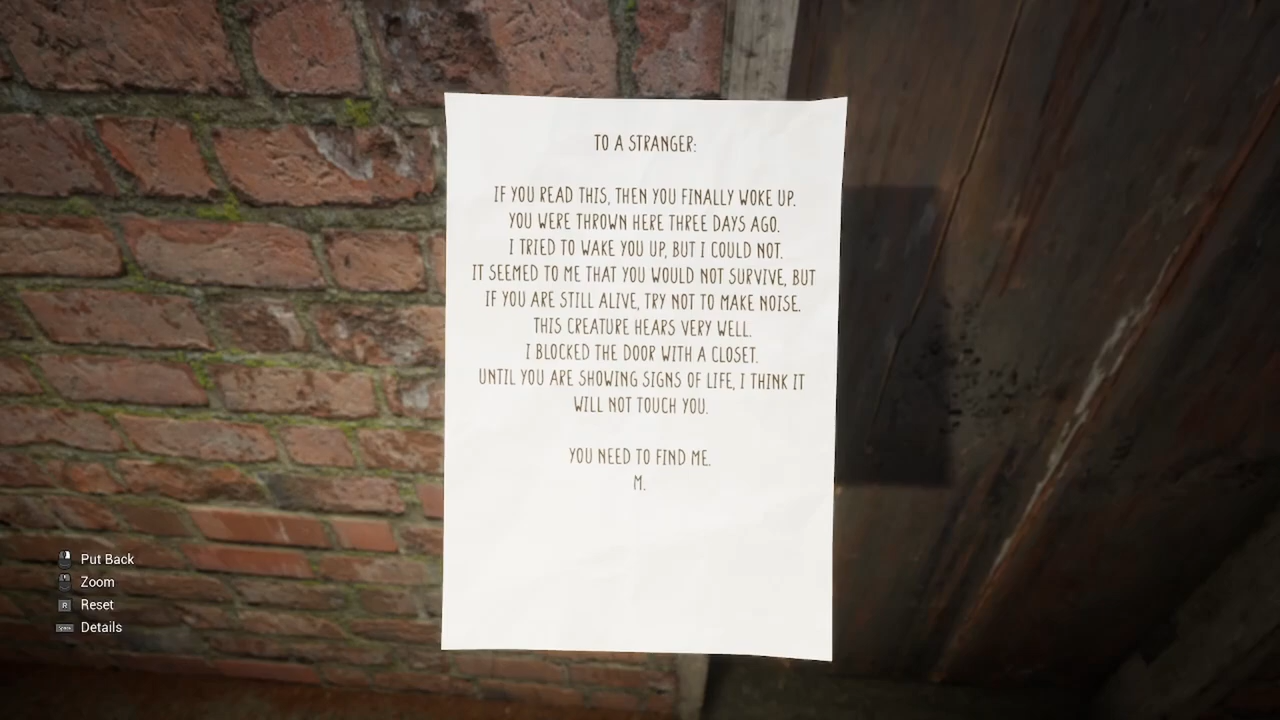 TO A STRANGER:
IF YOU READ THIS, THEN YOU FINALLY WOKE UP.
YOU WERE THROWN HERE THREE DAYS AGO.
I TRIED TO WAKE YOU UP, BUT I COULD NOT.
IT SEEMED TO ME THAT YOU WOULD NOT SURVIVE, BUT
IF YOU ARE STILL ALIVE, TRY NOT TO MAKE NOISE.
THIS CREATURE HEARS VERY WELL.
I BLOCKED THE DOOR WITH A CLOSET.
UNTIL YOU ARE SHOWING SIGNS OF LIFE, I THINK IT
WILL NOT TOUCH YOU.
YOU NEED TO FIND ME.
M.
Put Back
Zoom
R Reset
Space Details